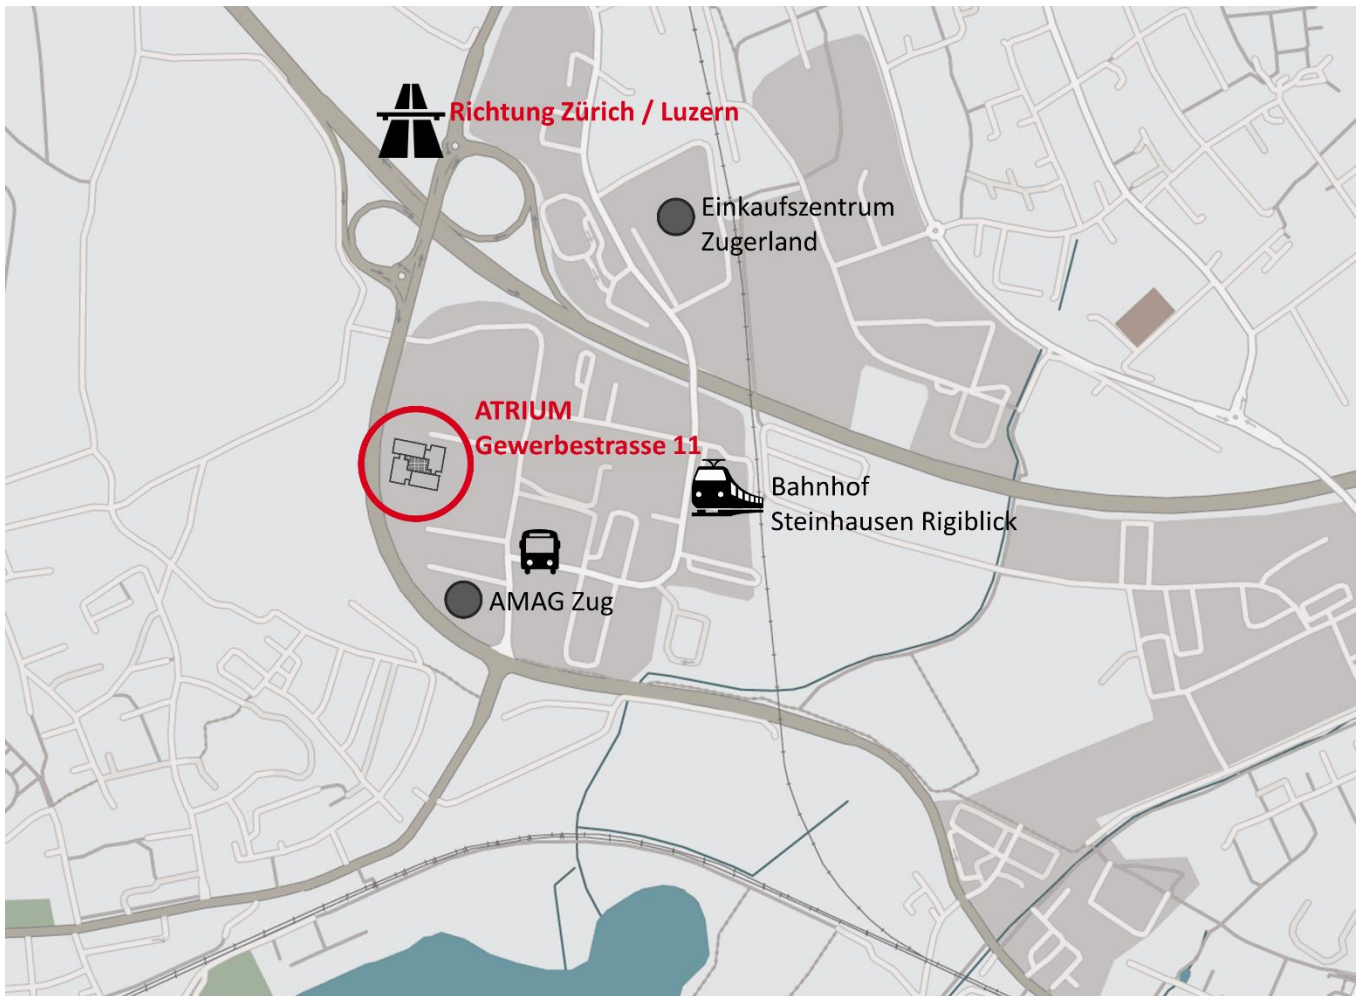 Richtung Zürich / Luzern
Einkaufszentrum
Zugerland
ATRIUM
Gewerbestrasse 11
Bahnhof
Steinhausen Rigiblick
AMAG Zug